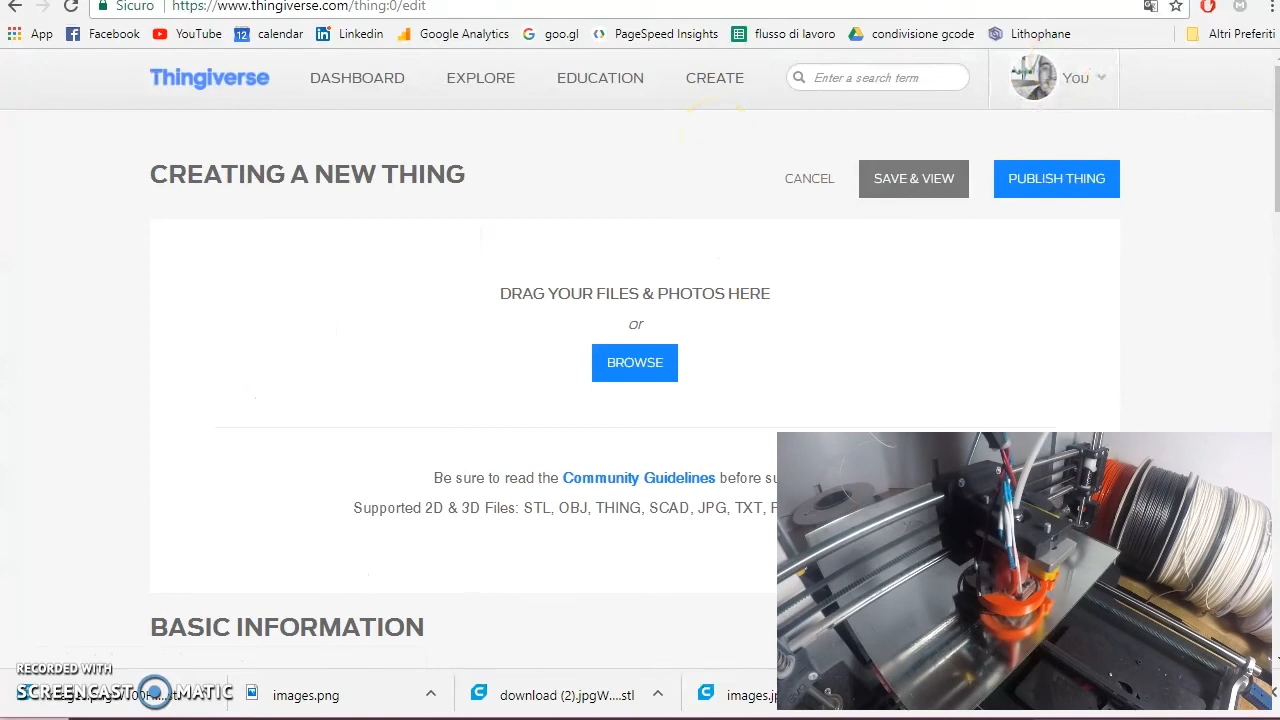 Sicuro https://www.thingiverse.com/thing:0/edit
App Facebook YouTube 12 calendar Linkedin Google Analytics goo.gl PageSpeed Insights flusso di lavoro condivisione gcode Lithophane Altri Preferiti
Thingiverse DASHBOARD EXPLORE EDUCATION CREATE Enter a search term You
CREATING A NEW THING CANCEL SAVE & VIEW PUBLISH THING
DRAG YOUR FILES & PHOTOS HERE
or
BROWSE
Be sure to read the Community Guidelines before
Supported 2D & 3D Files: STL, OBJ, THING, SCAD, JPG, TXT,
BASIC INFORMATION
RECORDED WITH
SCREENCAST-O-MATIC
images.png download (2).jpgW....stl